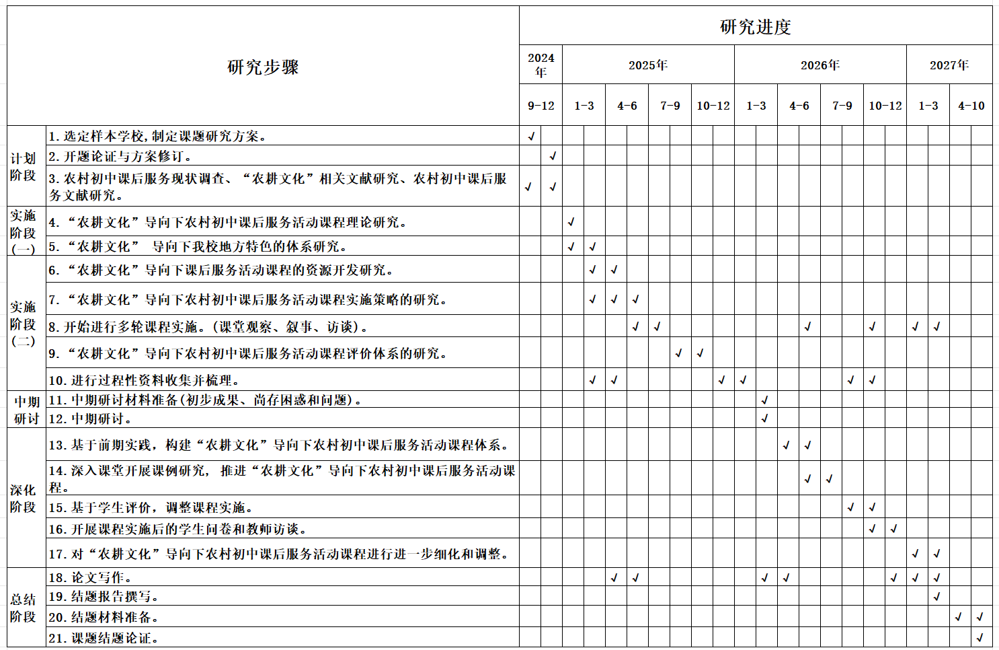 研究步骤
研究进度
2024
年
2025年
2026年
2027年
9-12
1-3
4-6
7-9
10-12
1-3
4-6
7-9
10-12
1-3
4-10
计划
阶段
1.选定样本学校,制定课题研究方案。
√
2.开题论证与方案修订。
√
3.农村初中课后服务现状调查、“农耕文化”相关文献研究、农村初中课后服
务文献研究。
√ √
实施
阶段
(一)
4.“农耕文化”导向下农村初中课后服务活动课程理论研究。
√
5.“农耕文化” 导向下我校地方特色的体系研究。
√ √
实施
阶段
(二)
6.“农耕文化”导向下课后服务活动课程的资源开发研究。
√ √
7.“农耕文化”导向下农村初中课后服务活动课程实施策略的研究。
√ √ √
8.开始进行多轮课程实施。(课堂观察、叙事、访谈)。
√ √ √ √ √ √
9.“农耕文化”导向下农村初中课后服务活动课程评价体系的研究。
√ √
10.进行过程性资料收集并梳理。
√ √ √ √ √ √
中期
研讨
11.中期研讨材料准备(初步成果、尚存困惑和问题)。
√
12.中期研讨。
√
深化
阶段
13.基于前期实践，构建“农耕文化”导向下农村初中课后服务活动课程体系。
√ √
14.深入课堂开展课例研究, 推进“农耕文化”导向下农村初中课后服务活动课
程。
√ √
15.基于学生评价，调整课程实施。
√ √
16.开展课程实施后的学生问卷和教师访谈。
√ √
17.对“农耕文化”导向下农村初中课后服务活动课程进行进一步细化和调整。
√ √
总结
阶段
18.论文写作。
√ √ √ √ √ √ √
19.结题报告撰写。
√
20.结题材料准备。
√ √
21.课题结题论证。
√